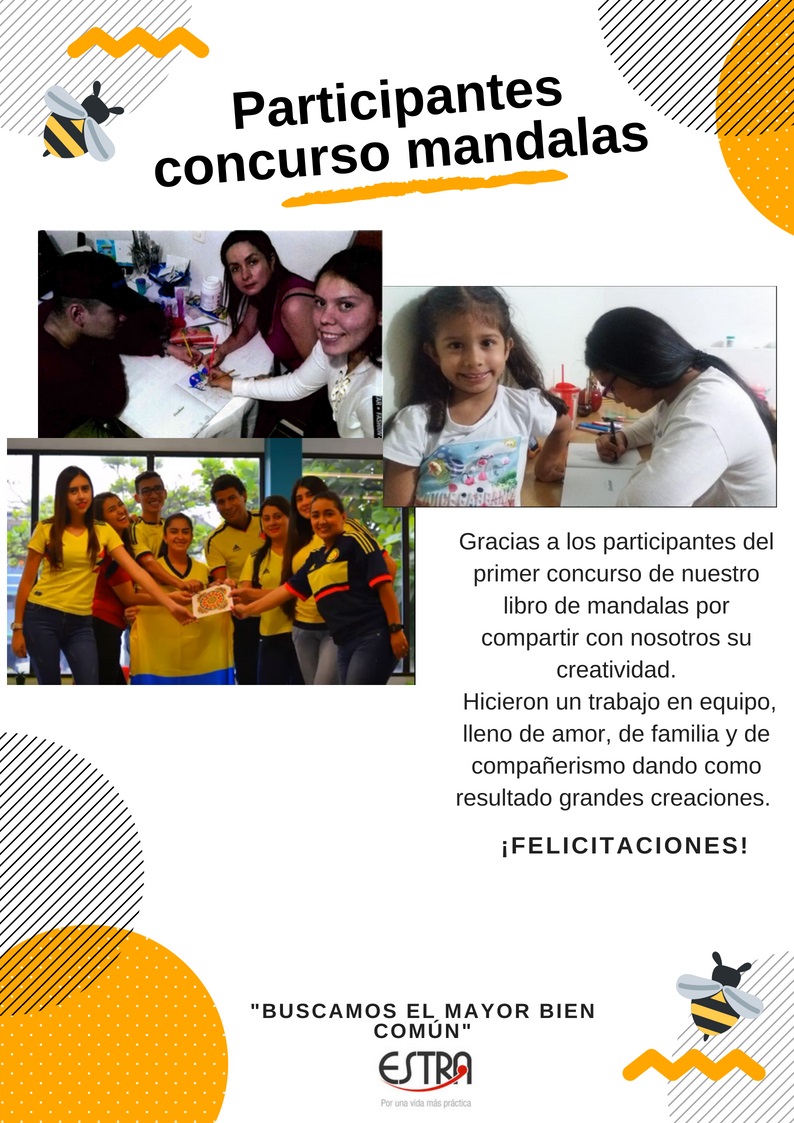 Participantes
concurso mandalas
Gracias a los participantes del
primer concurso de nuestro
libro de mandalas por
compartir con nosotros su
creatividad.
Hicieron un trabajo en equipo,
lleno de amor, de familia y de
compañerismo dando como
resultado grandes creaciones.
¡FELICITACIONES!
"BUSCAMOS EL MAYOR BIEN
COMÚN"
ESTRA
Por una vida más práctica